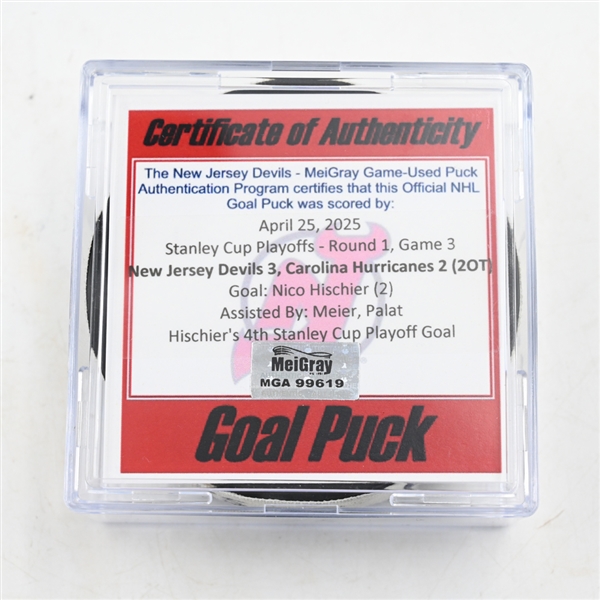 Certificate of Authenticity
The New Jersey Devils - MeiGray Game-Used Puck
Authentication Program certifies that this Official NHL
Goal Puck was scored by:
April 25, 2025
Stanley Cup Playoffs - Round 1, Game 3
New Jersey Devils 3, Carolina Hurricanes 2 (2OT)
Goal: Nico Hischier (2)
Assisted By: Meier, Palat
Hischier's 4th Stanley Cup Playoff Goal
MeiGray
MGA 99619
Goal Puck